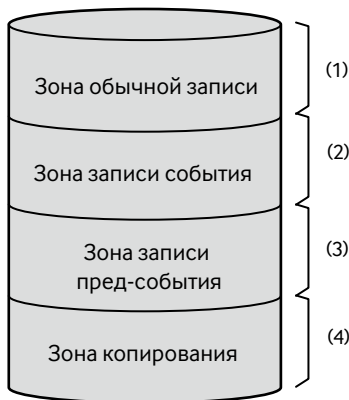 Зона обычной записи
(1)
Зона записи события
(2)
Зона записи
пред-события
(3)
Зона копирования
(4)